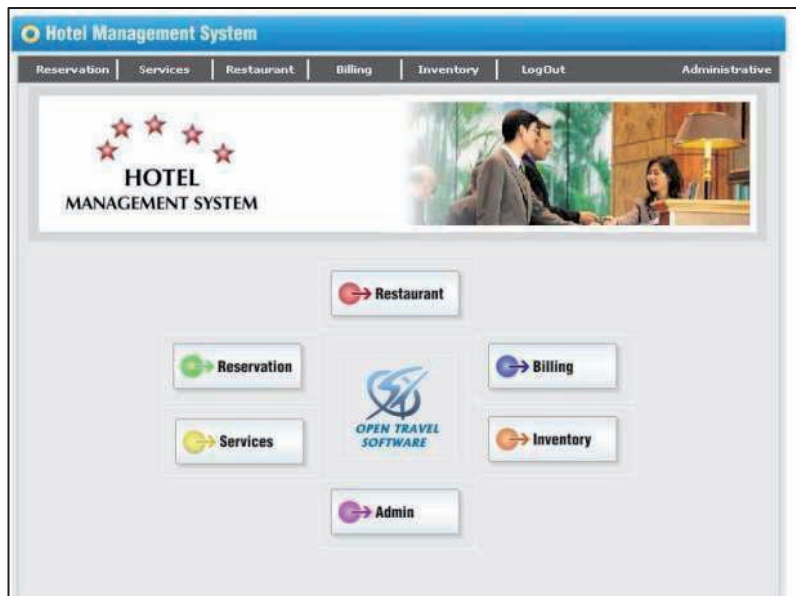 Hotel Management System
Reservation Services Restaurant Billing Inventory LogOut Administrative
HOTEL
MANAGEMENT SYSTEM
Restaurant
Reservation
Billing
OPEN TRAVEL
SOFTWARE
Services
Inventory
Admin